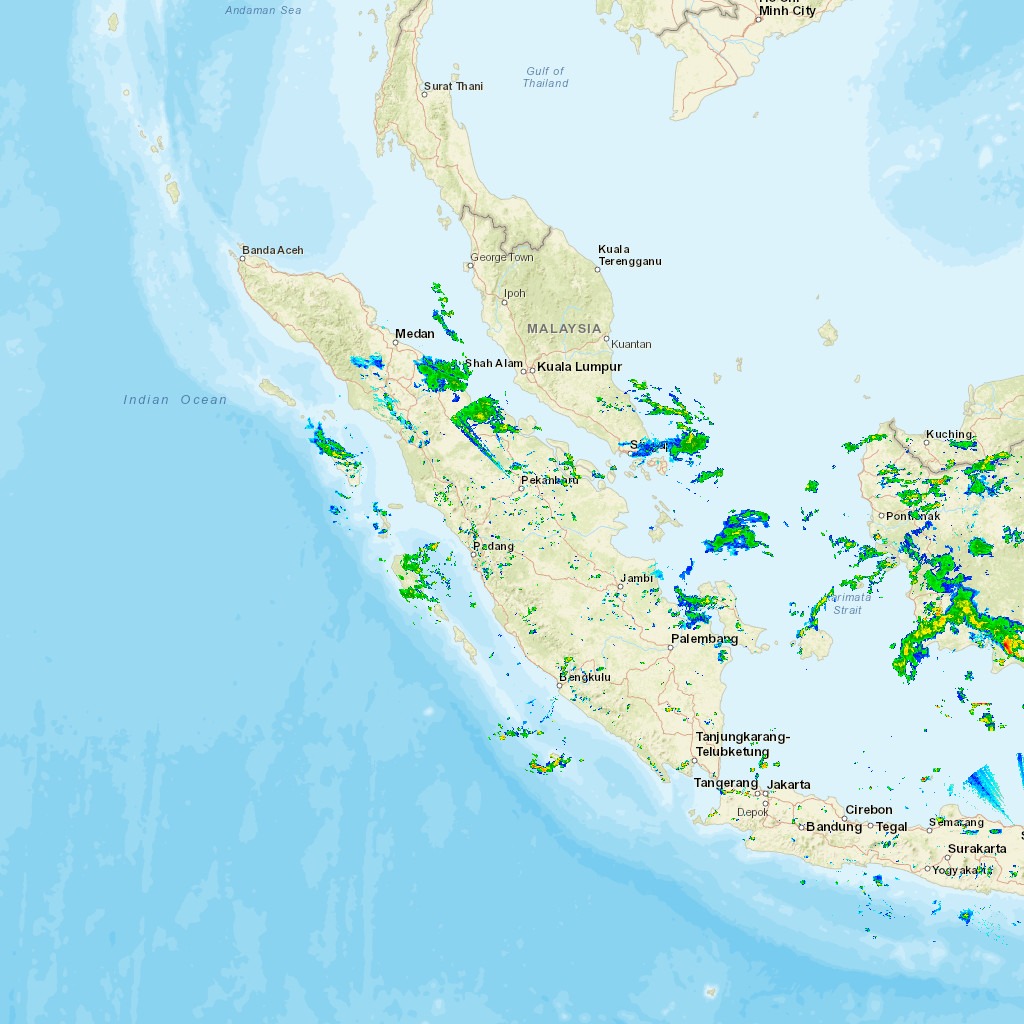 Andaman Sea
Minh City
Gulf of
Thailand
Surat Thani
Banda Aceh
George Town
Kuala
Terengganu
Ipoh
MALAYSIA
Medan
Kuantan
Shah Alam
Kuala Lumpur
Indian Ocean
Kuching
Pekanbaru
Pontianak
Padang
Jambi
Karimata
Strait
Palembang
Bengkulu
Tanjungkarang-
Telubketung
Tangerang
Jakarta
Depok
Cirebon
Bandung
Tegal
Semarang
Surakarta
Yogyakarta